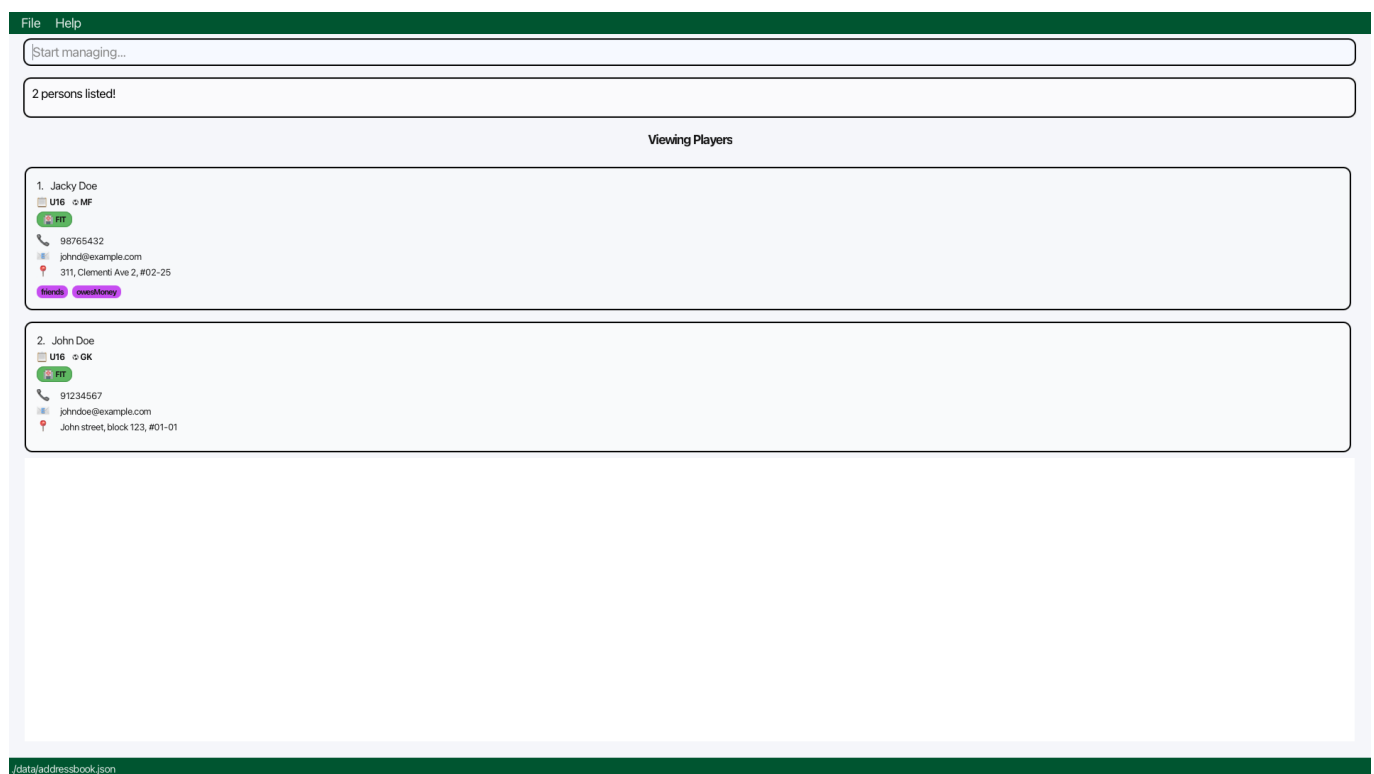 File Help
Start managing...
2 persons listed!
Viewing Players
1. Jacky Doe
U16 MF
FIT
98765432
johnd@example.com
311, Clementi Ave 2, #02-25
friends owesMoney
2. John Doe
U16 GK
FIT
91234567
johndoe@example.com
John street, block 123, #01-01
./data/addressbook.json